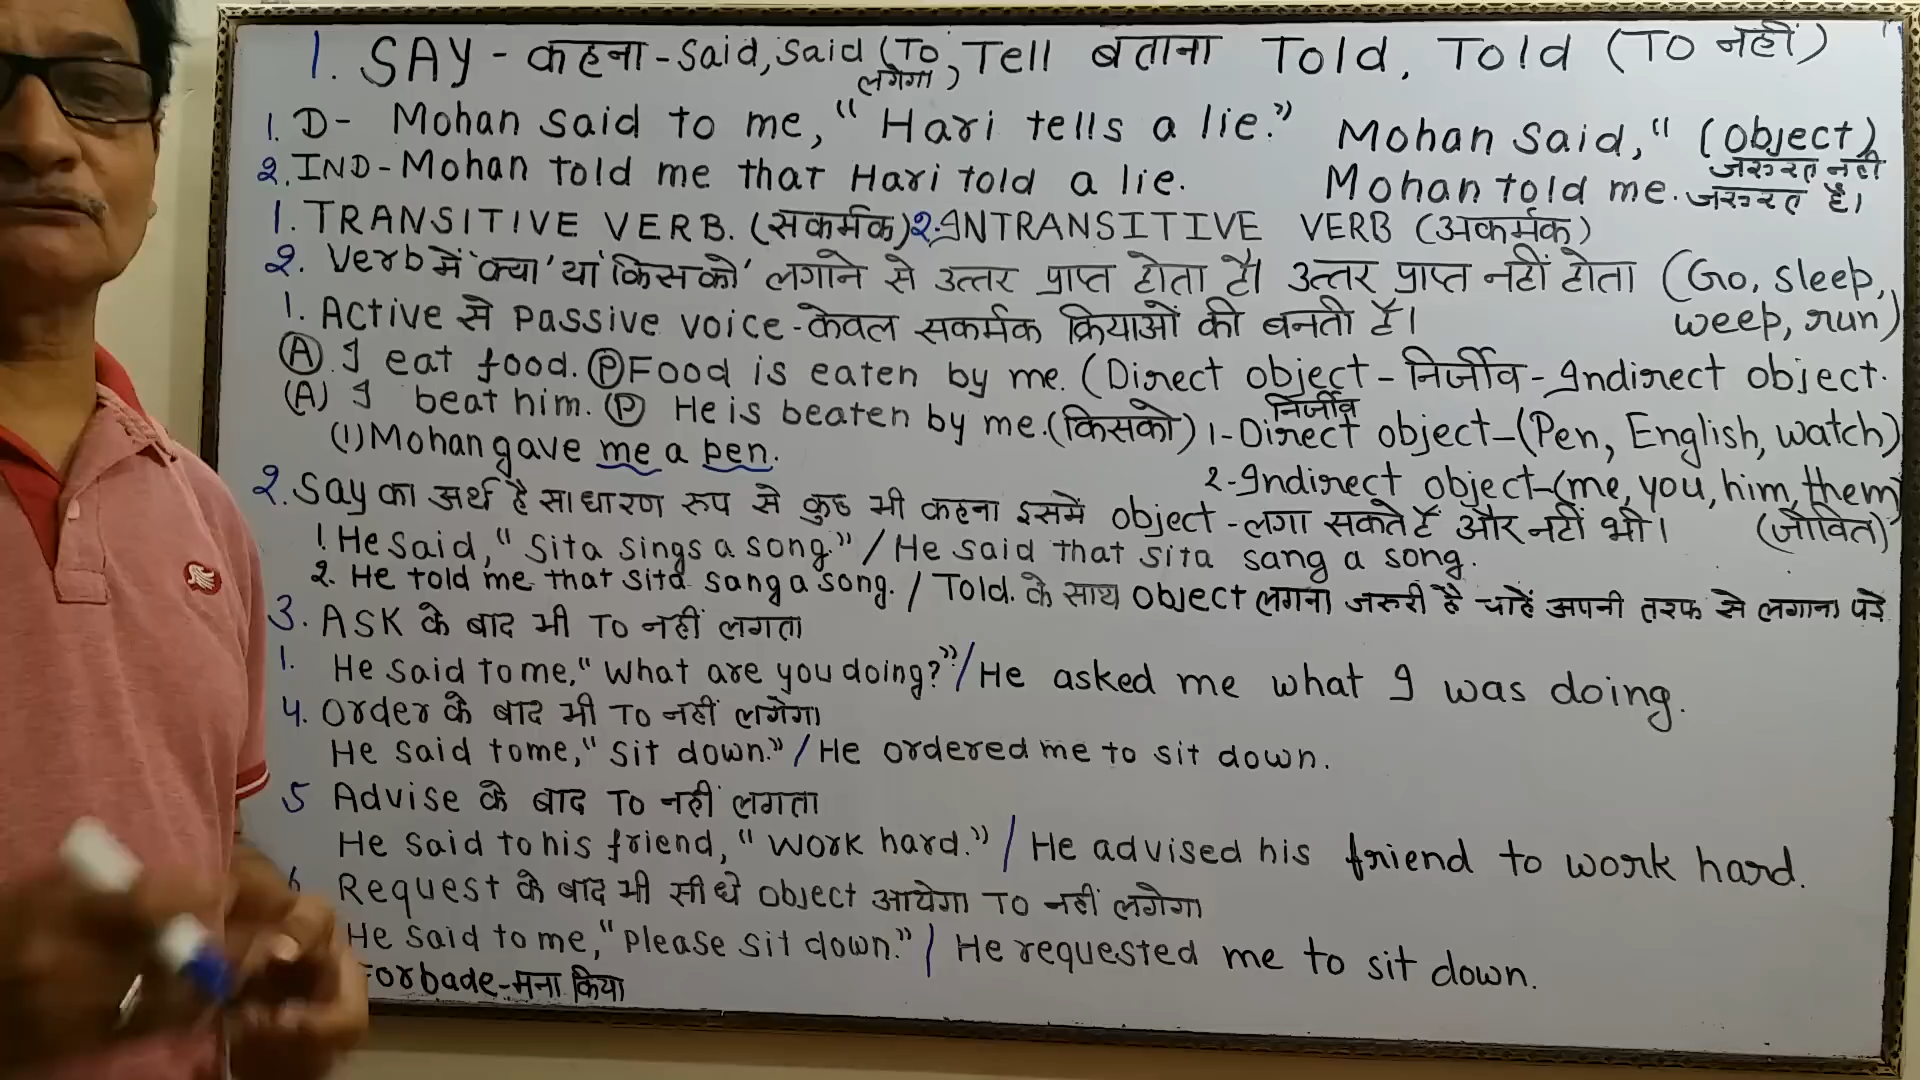 1. SAY - कहना - Said, Said (To लगेगा), Tell बताना Told, Told (TO नहीं)
1. D- Mohan said to me, "Hari tells a lie." Mohan said," (object) जरूरत नहीं
2. IND- Mohan told me that Hari told a lie. Mohan told me. जरूरत है।
1. TRANSITIVE VERB. (सकर्मक) 2. INTRANSITIVE VERB (अकर्मक)
2. Verb में 'क्या' या 'किसको' लगाने से उत्तर प्राप्त होता है। उत्तर प्राप्त नहीं होता (Go, sleep, weep, run)
1. Active से passive voice - केवल सकर्मक क्रियाओं की बनती है।
(A). I eat food. (P) Food is eaten by me. (Direct object - निर्जीव - Indirect object.
(A) I beat him. (P) He is beaten by me. (किसको) 1- Direct object - (Pen, English, watch) निर्जीव
(1) Mohan gave me a pen.
2- Indirect object - (me, you, him, them) (जीवित)
2. Say का अर्थ है साधारण रूप से कुछ भी कहना इसमें object - लगा सकते हैं और नहीं भी।
1. He said, "Sita sings a song." / He said that sita sang a song.
2. He told me that sita sang a song. / Told. के साथ object लगना जरूरी है चाहें अपनी तरफ से लगाना पड़े
3. ASK के बाद भी TO नहीं लगता
1. He said to me, "What are you doing?" / He asked me what I was doing.
4. Order के बाद भी TO नहीं लगेगा
He said to me, "Sit down." / He ordered me to sit down.
5 Advise के बाद TO नहीं लगता
He said to his friend, "Work hard." / He advised his friend to work hard.
6 Request के बाद भी सीधे object आयेगा TO नहीं लगेगा
He said to me, "please sit down." / He requested me to sit down.
Forbade - मना किया